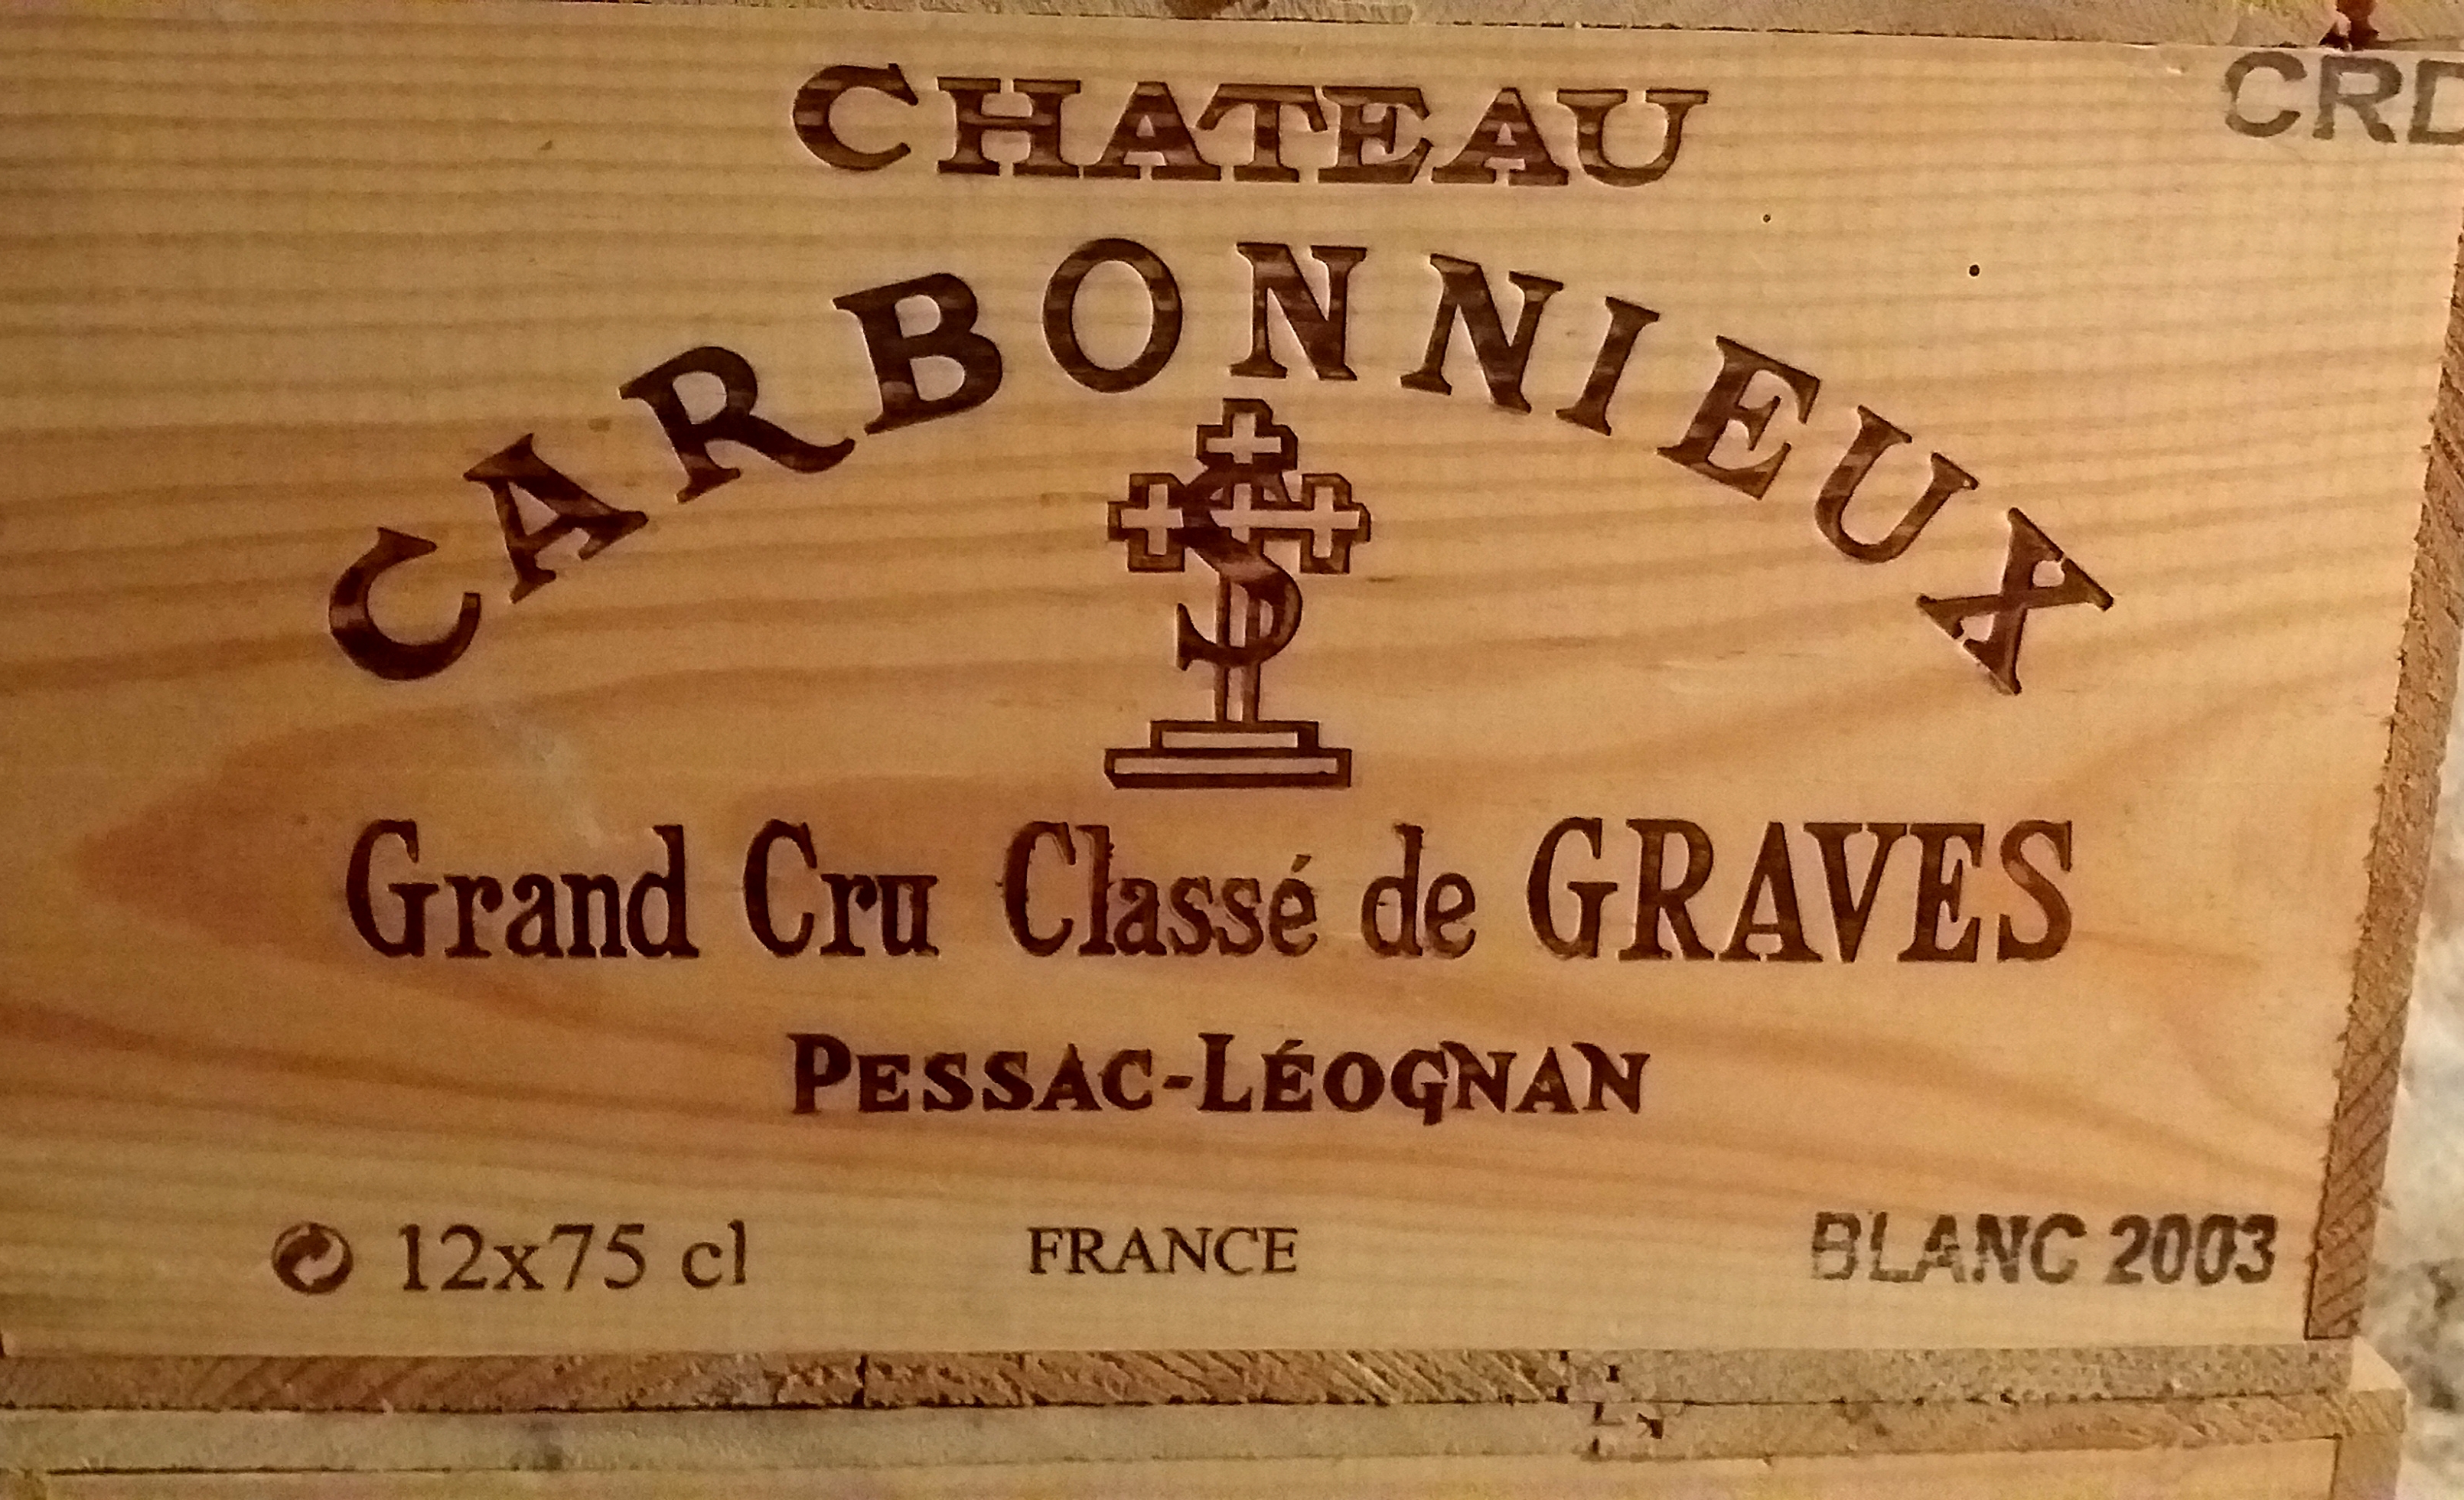 CRD
CHATEAU
CARBONNIEUX
S
Grand Cru Classé de GRAVES
PESSAC-LÉOGNAN
12x75 cl FRANCE BLANC 2003